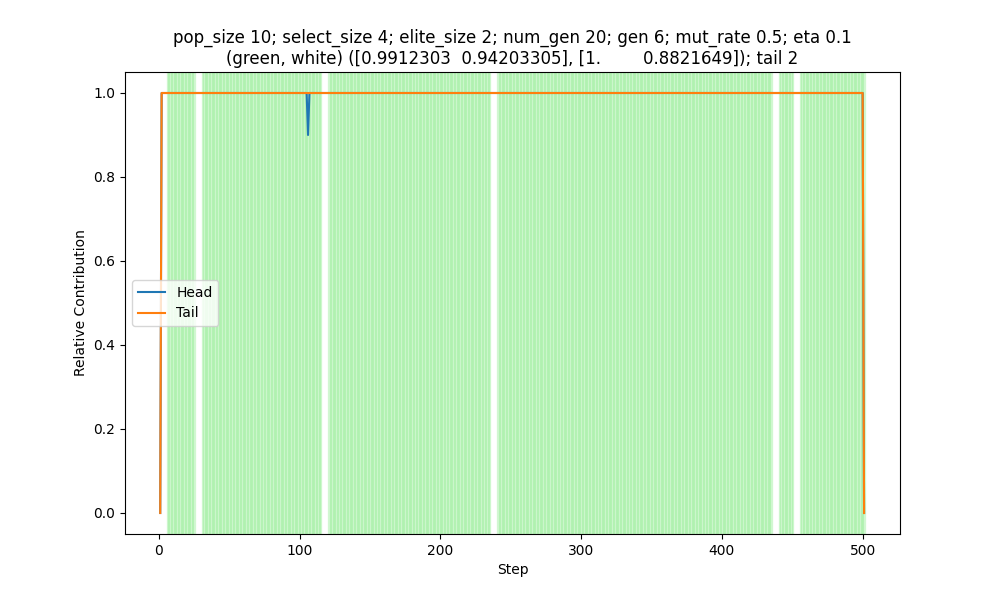 pop_size 10; select_size 4; elite_size 2; num_gen 20; gen 6; mut_rate 0.5; eta 0.1
(green, white) ([0.9912303  0.94203305], [1.         0.8821649]); tail 2
1.0
0.8
0.6
0.4
0.2
0.0
Relative Contribution
Head
Tail
0
100
200
300
400
500
Step